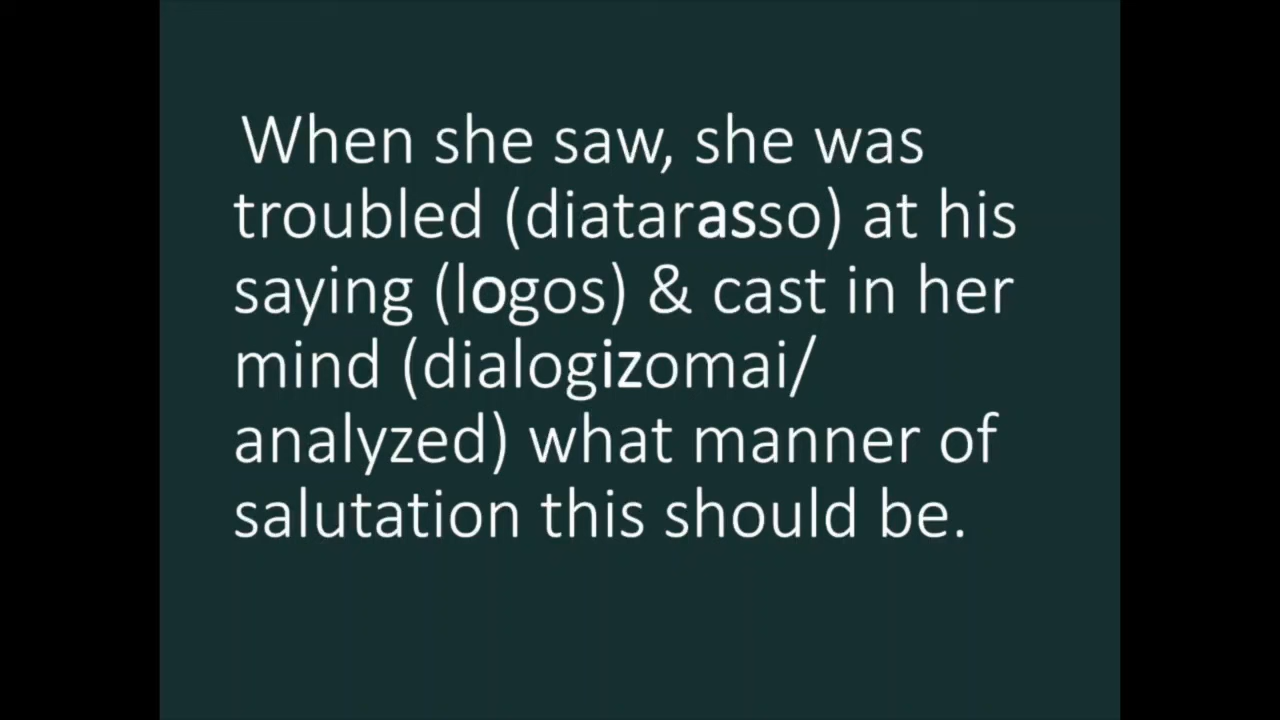 When she saw, she was
troubled (diatarasso) at his
saying (logos) & cast in her
mind (dialogizomai/
analyzed) what manner of
salutation this should be.